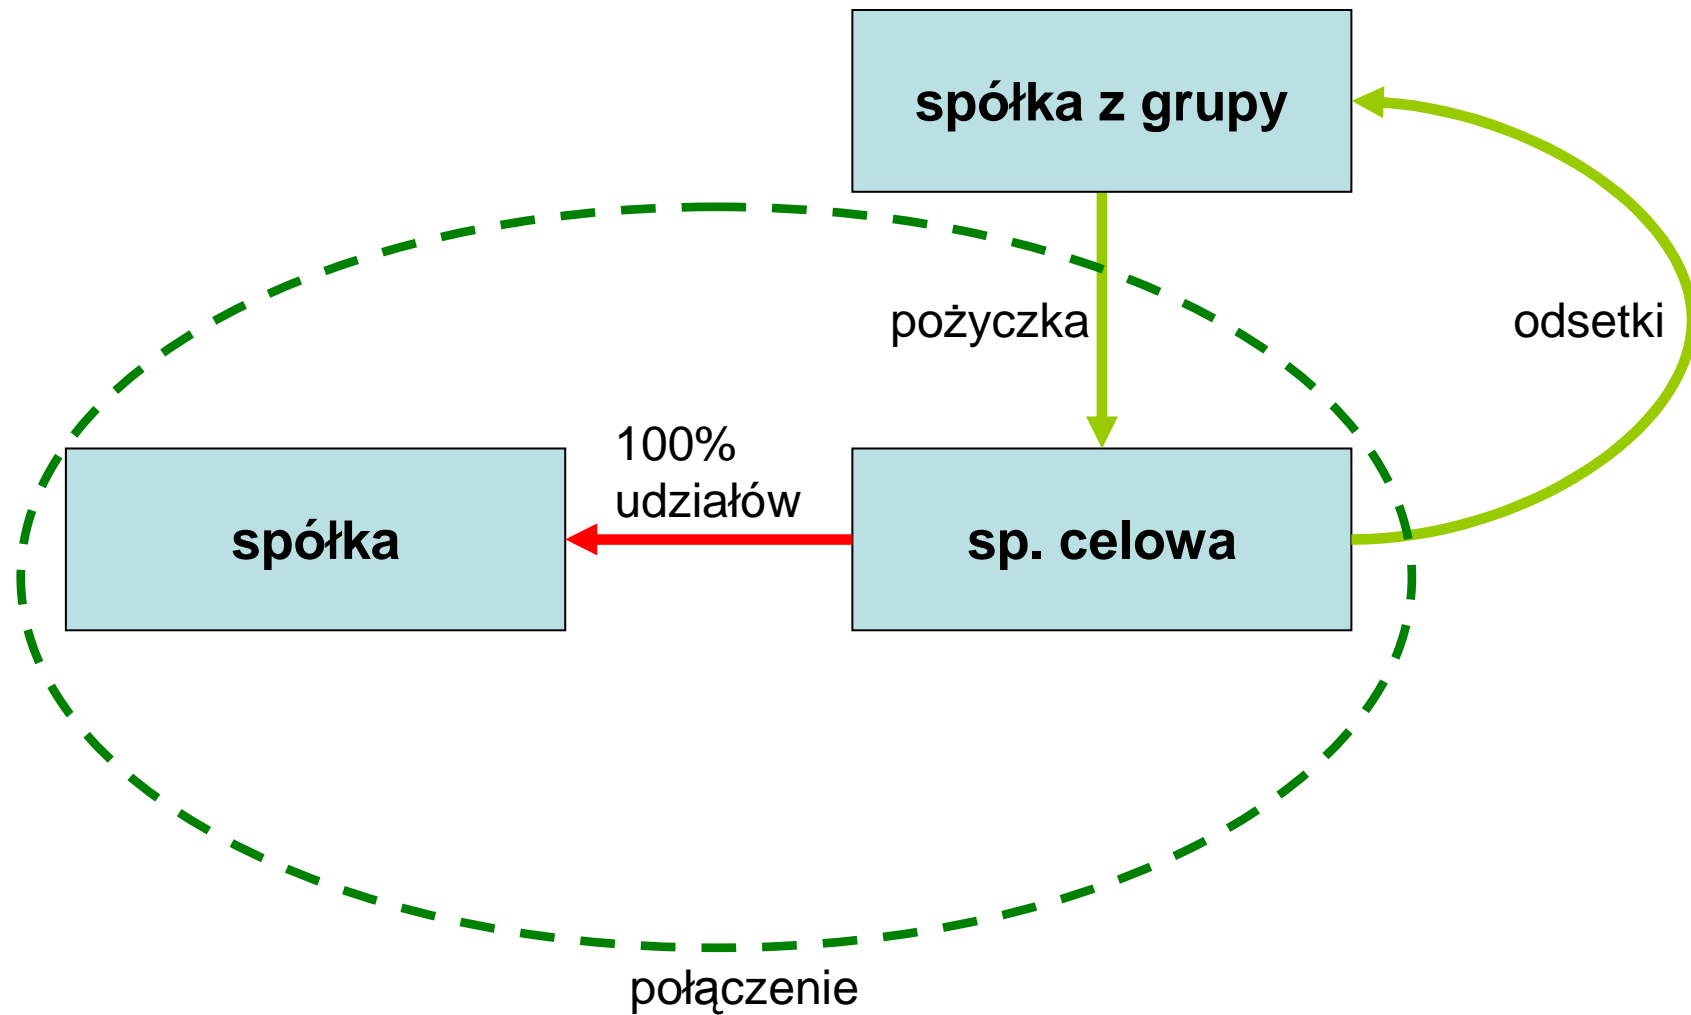 spółka z grupy
pożyczka
odsetki
100%
udziałów
spółka
sp. celowa
połączenie